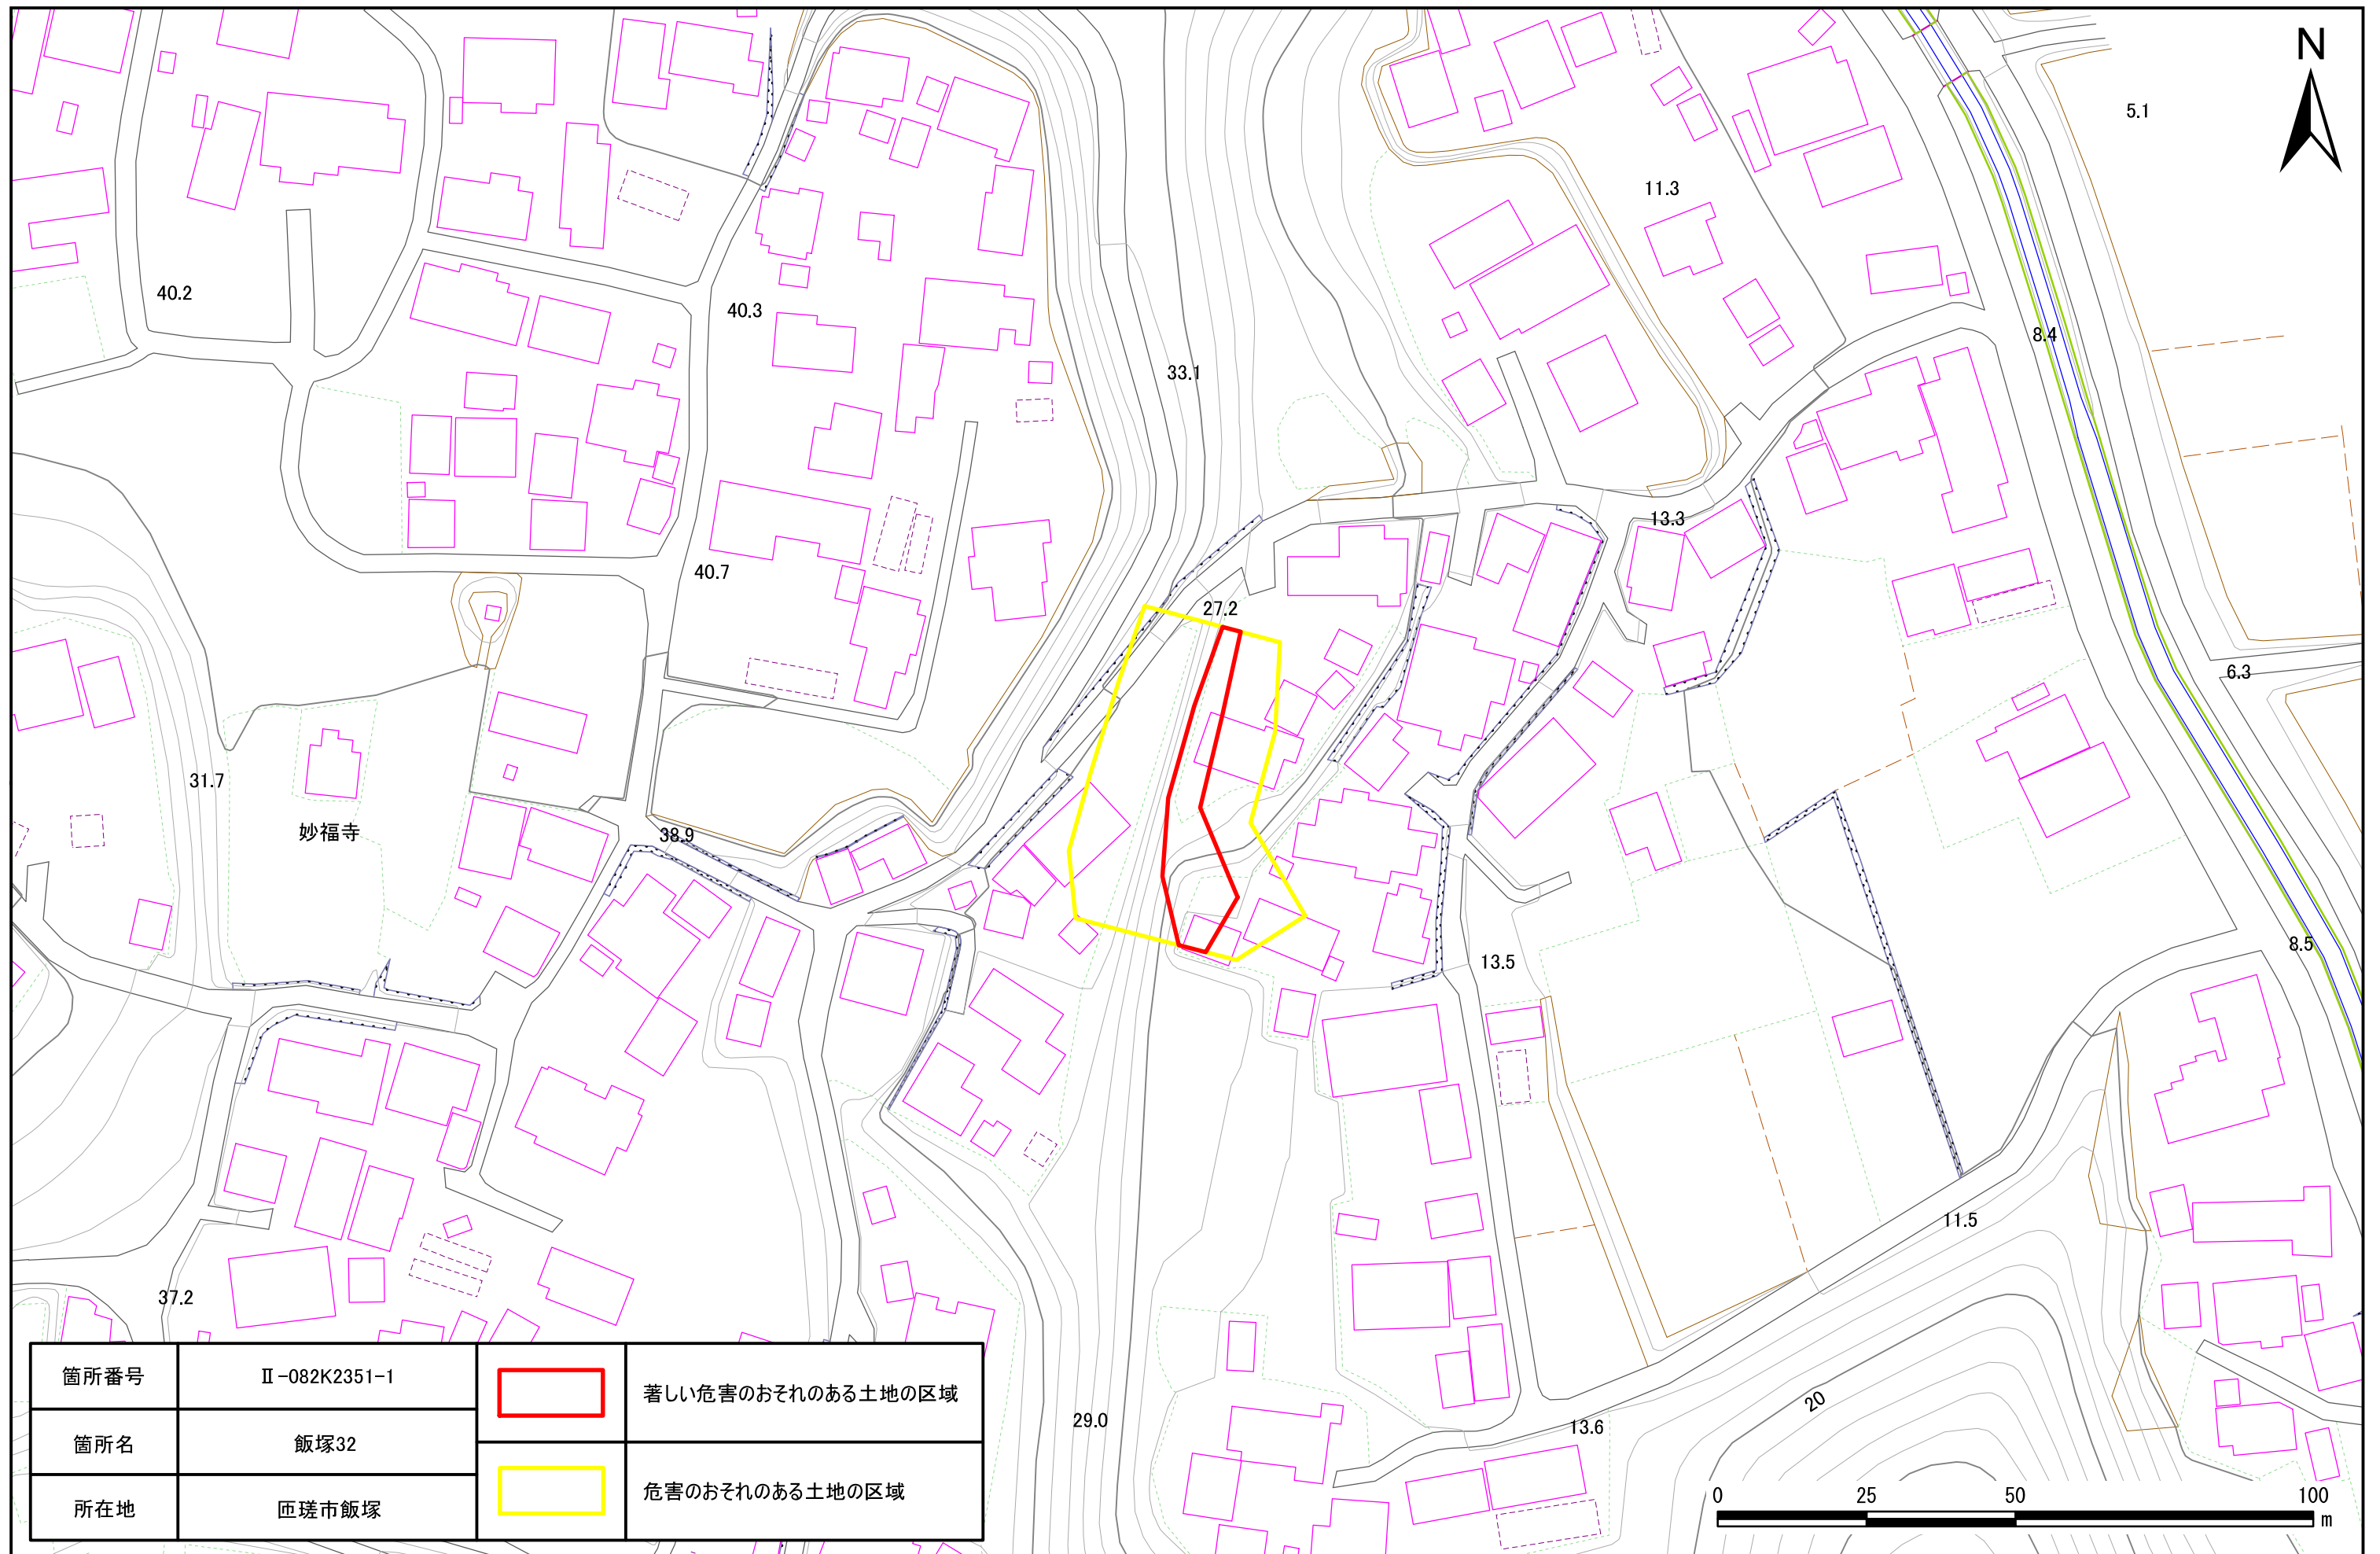 N
5.1
11.3
40.2
40.3
8.4
33.1
13.3
40.7
27.2
6.3
31.7
妙福寺
38.9
8.5
13.5
11.5
37.2
29.0
20
13.6
箇所番号 Ⅱ-082K2351-1
著しい危害のおそれのある土地の区域
箇所名 飯塚32
危害のおそれのある土地の区域
所在地 匝瑳市飯塚
0 25 50 100
m